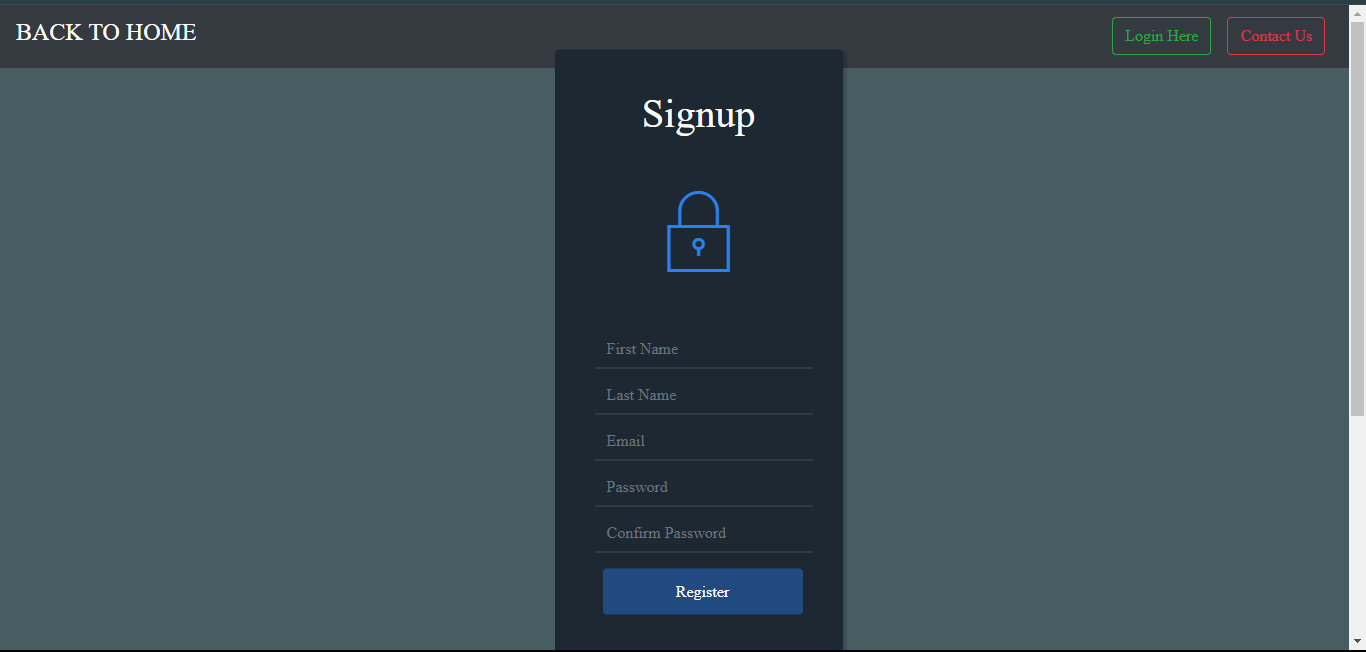 BACK TO HOME
Login Here
Contact Us
Signup
First Name
Last Name
Email
Password
Confirm Password
Register